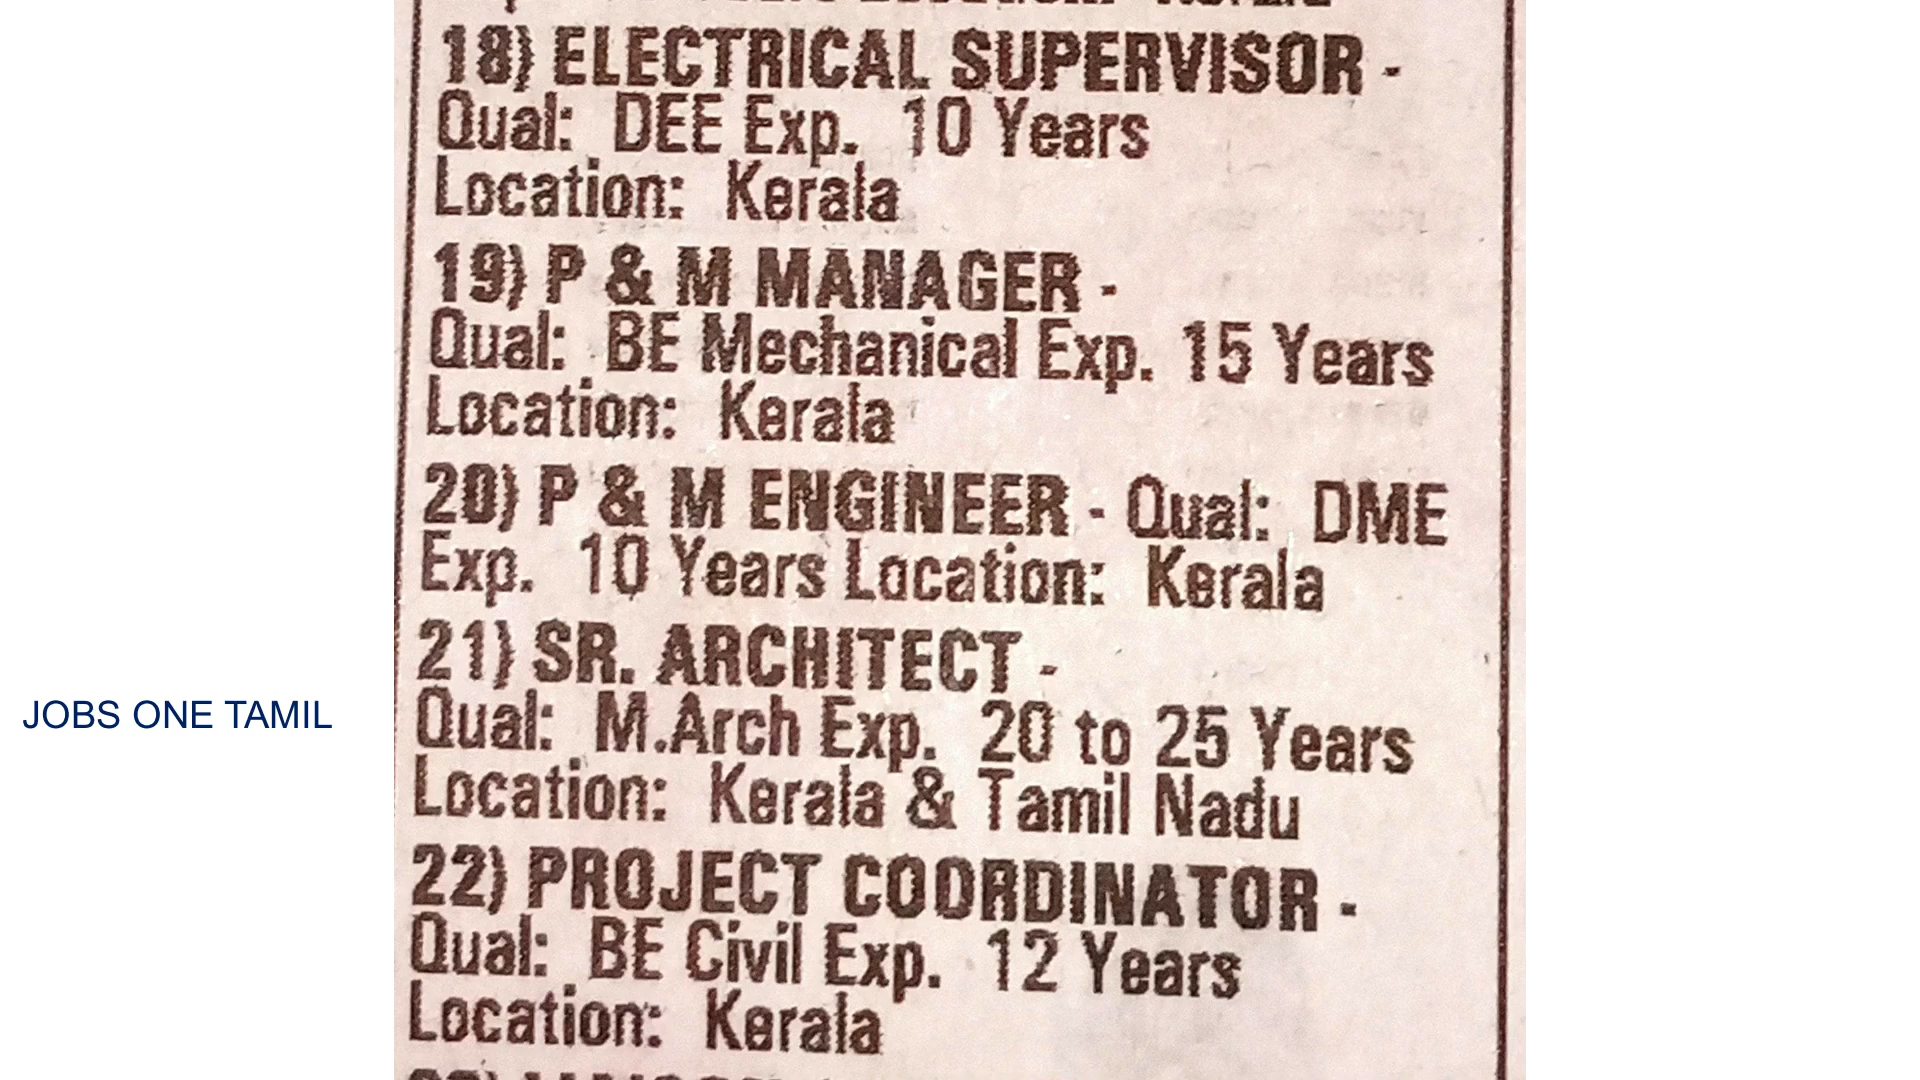 18) ELECTRICAL SUPERVISOR -
Qual: DEE Exp. 10 Years
Location: Kerala
19) P & M MANAGER -
Qual: BE Mechanical Exp. 15 Years
Location: Kerala
20) P & M ENGINEER - Qual: DME
Exp. 10 Years Location: Kerala
21) SR. ARCHITECT -
Qual: M.Arch Exp. 20 to 25 Years
Location: Kerala & Tamil Nadu
22) PROJECT COORDINATOR -
Qual: BE Civil Exp. 12 Years
Location: Kerala
JOBS ONE TAMIL